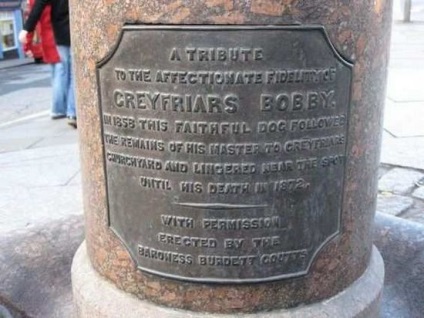 A TRIBUTE
TO THE AFFECTIONATE FIDELITY OF
GREYFRIARS BOBBY.
IN 1858 THIS FAITHFUL DOG FOLLOWED
THE REMAINS OF HIS MASTER TO GREYFRIARS
CHURCHYARD AND LINGERED NEAR THE SPOT
UNTIL HIS DEATH IN 1872.
WITH PERMISSION
ERECTED BY THE
BARONESS BURDETT COUTTS